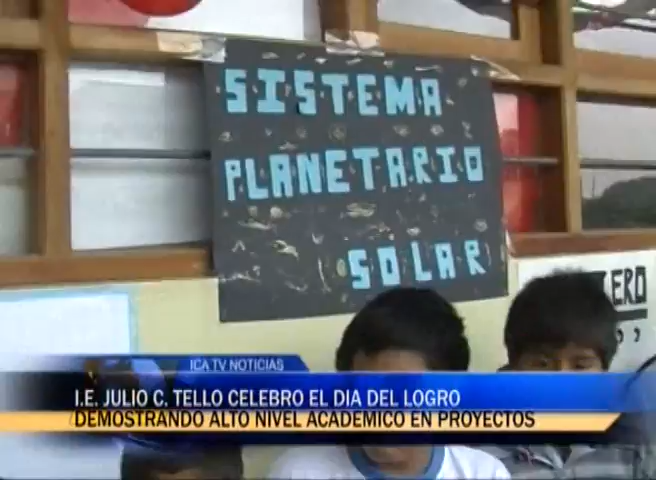 SISTEMA
PLANETARIO
SOLAR
ICA TV NOTICIAS
I.E. JULIO C. TELLO CELEBRO EL DIA DEL LOGRO
DEMOSTRANDO ALTO NIVEL ACADEMICO EN PROYECTOS